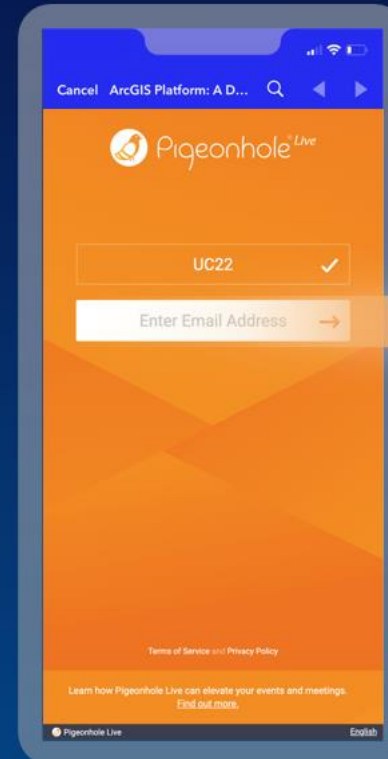 Cancel ArcGIS Platform: A D...
Pigeonhole Live
UC22
Enter Email Address
Terms of Service and Privacy Policy
Learn how Pigeonhole Live can elevate your events and meetings.
Find out more.
Pigeonhole Live English